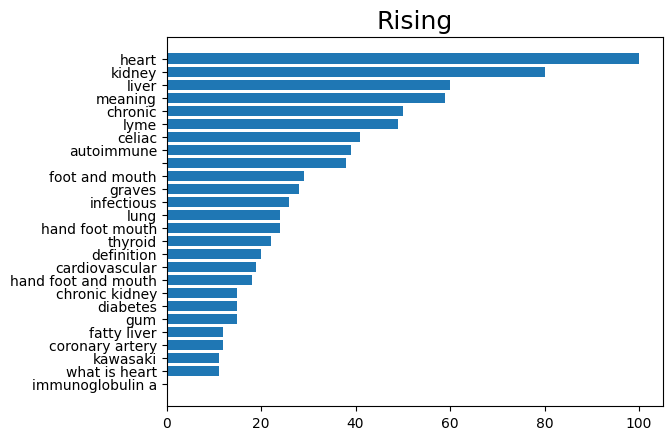 Rising
heart
kidney
liver
meaning
chronic
lyme
celiac
autoimmune
foot and mouth
graves
infectious
lung
hand foot mouth
thyroid
definition
cardiovascular
hand foot and mouth
chronic kidney
diabetes
gum
fatty liver
coronary artery
kawasaki
what is heart
immunoglobulin a
0 20 40 60 80 100